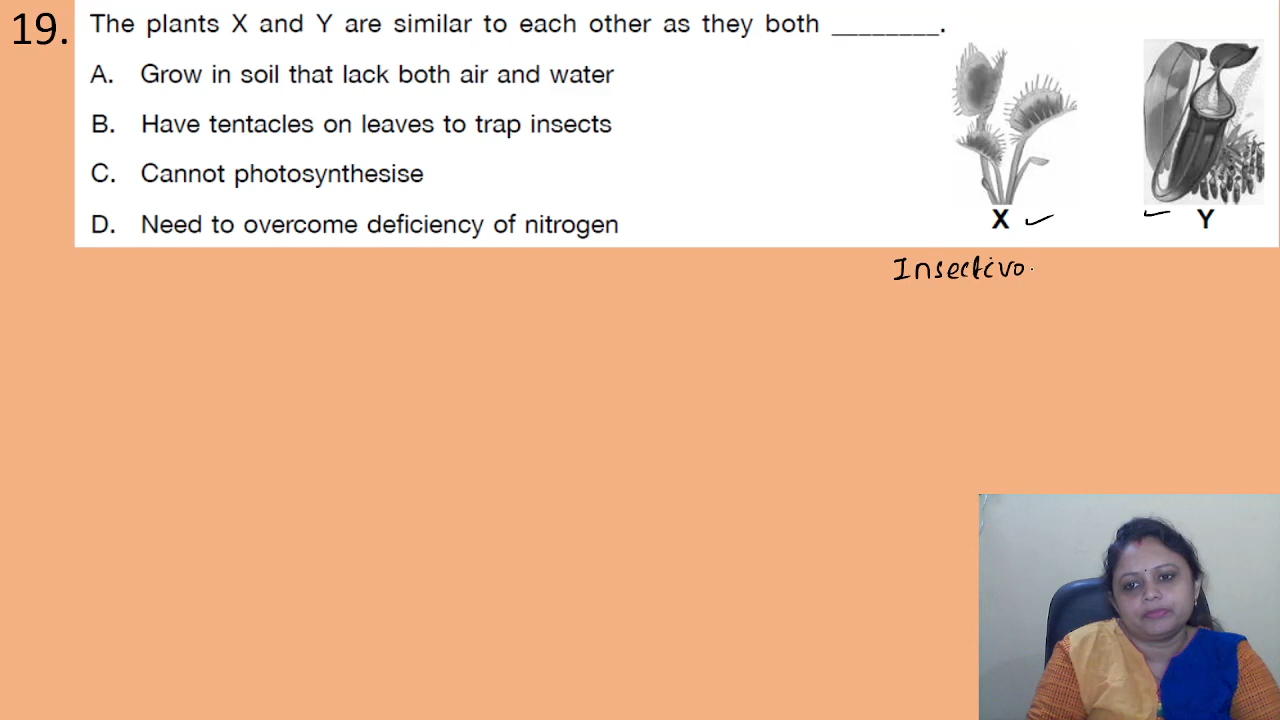 19. The plants X and Y are similar to each other as they both ________.
A. Grow in soil that lack both air and water
B. Have tentacles on leaves to trap insects
C. Cannot photosynthesise
D. Need to overcome deficiency of nitrogen
X Y
Insectivo